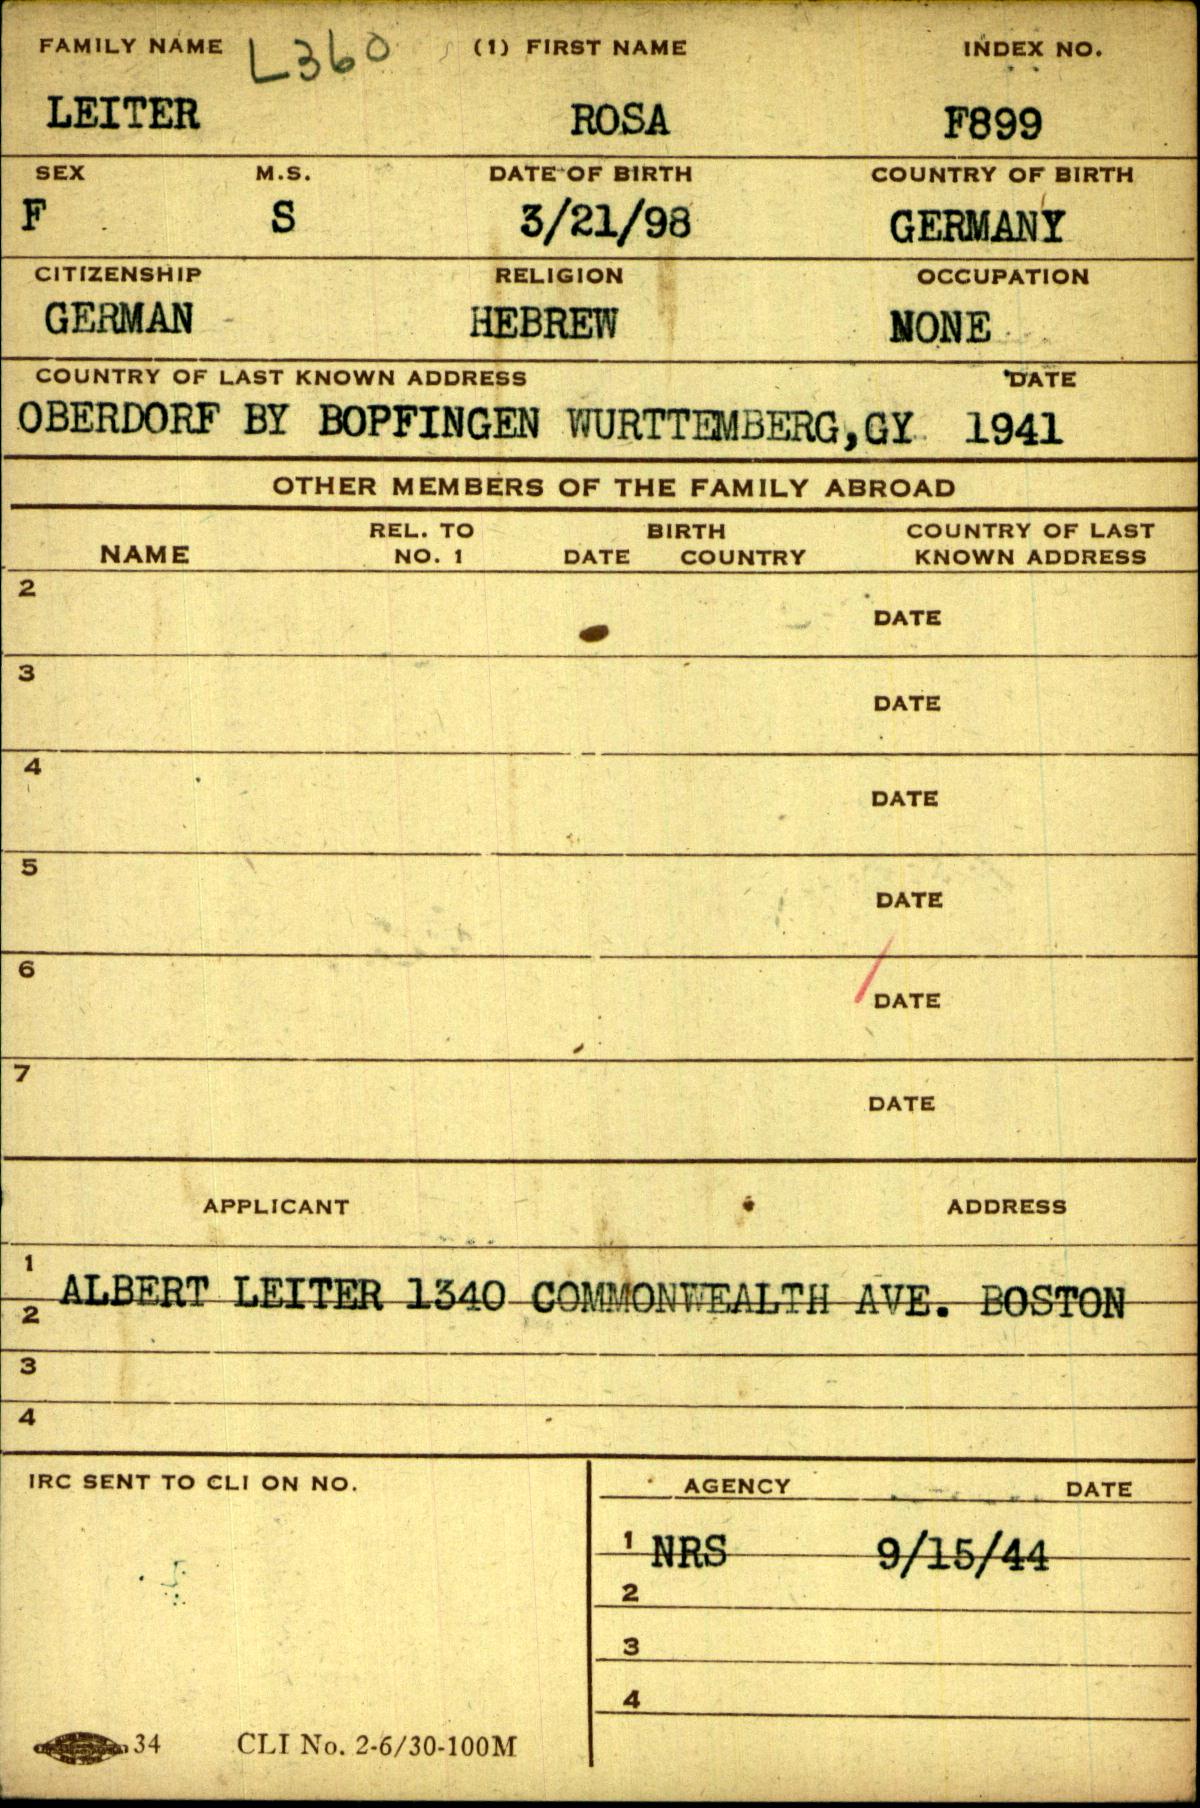 FAMILY NAME L360 (1) FIRST NAME INDEX NO.
LEITER ROSA F899
SEX M.S. DATE OF BIRTH COUNTRY OF BIRTH
F S 3/21/98 GERMANY
CITIZENSHIP RELIGION OCCUPATION
GERMAN HEBREW NONE
COUNTRY OF LAST KNOWN ADDRESS DATE
OBERDORF BY BOPFINGEN WURTTEMBERG,GY 1941
OTHER MEMBERS OF THE FAMILY ABROAD
REL. TO BIRTH COUNTRY OF LAST
NAME NO. 1 DATE COUNTRY KNOWN ADDRESS
2 DATE
3 DATE
4 DATE
5 DATE
6 DATE
7 DATE
APPLICANT ADDRESS
1 ALBERT LEITER 1340 COMMONWEALTH AVE. BOSTON
2
3
4
IRC SENT TO CLI ON NO. AGENCY DATE
1 NRS 9/15/44
2
3
4
34 CLI No. 2-6/30-100M